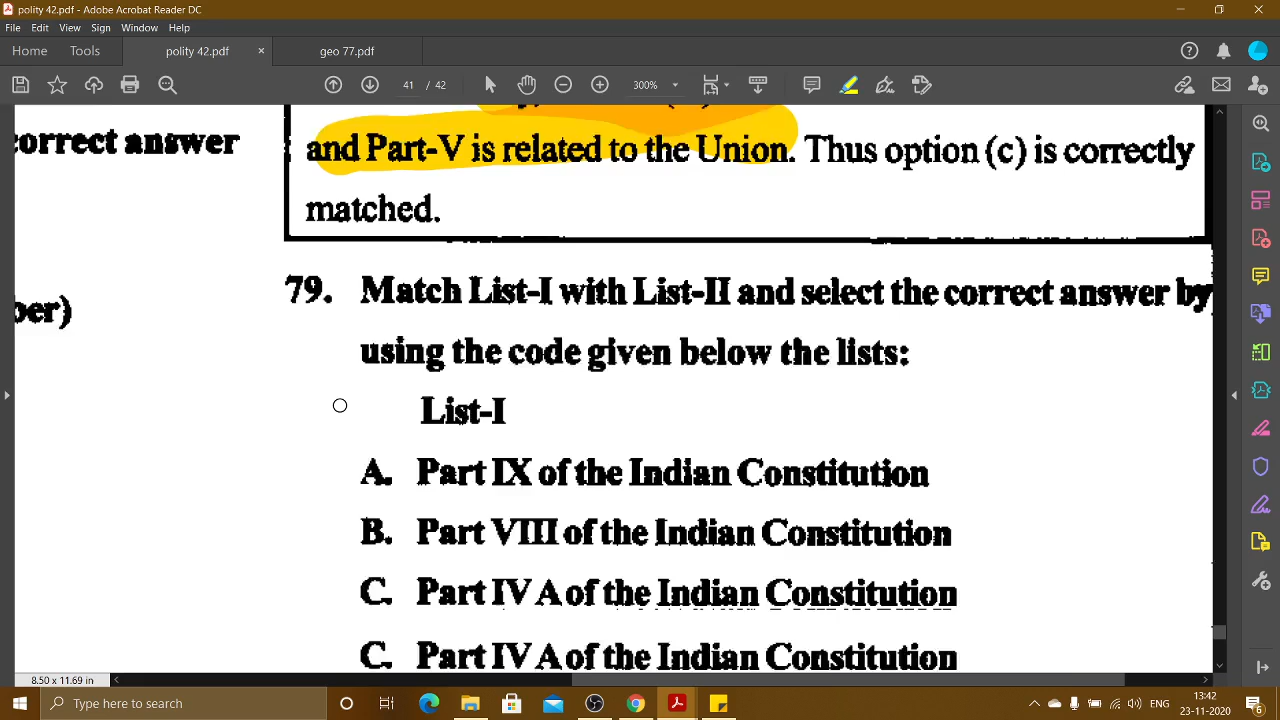 polity 42.pdf - Adobe Acrobat Reader DC
File Edit View Sign Window Help
Home Tools polity 42.pdf × geo 77.pdf
41 / 42 300%
correct answer
and Part-V is related to the Union. Thus option (c) is correctly
matched.
79. Match List-I with List-II and select the correct answer by
using the code given below the lists:
List-I
A. Part IX of the Indian Constitution
B. Part VIII of the Indian Constitution
C. Part IV A of the Indian Constitution
C. Part IV A of the Indian Constitution
8.50 x 11.69 in
Type here to search
13:42
23-11-2020
6